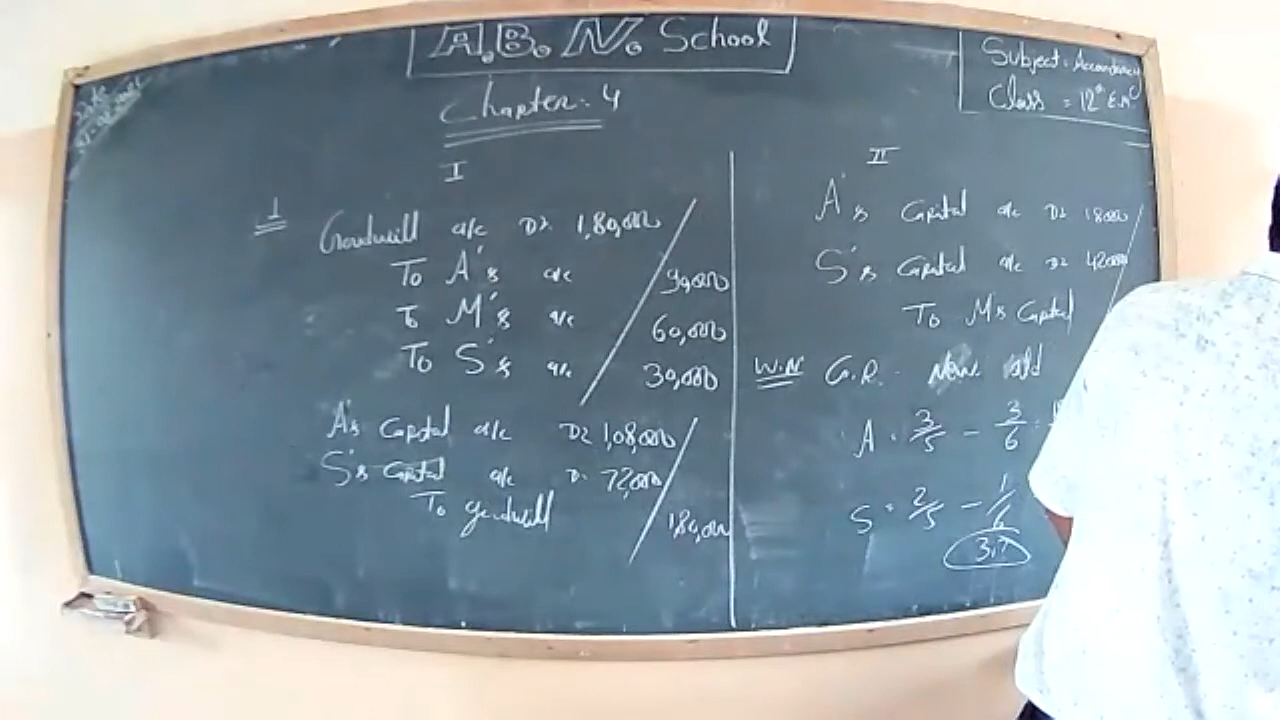 A.B.N. School
Subject: Accountancy
Class = 12th E.M
Chapter: 4
I
1
Goodwill a/c Dr. 1,80,000
To A's a/c 90,000
To M's a/c 60,000
To S's a/c 30,000
A's Capital a/c Dr 1,08,000
S's Capital a/c Dr 72,000
To goodwill 1,80,000
II
A's Capital a/c Dr 18000
S's Capital a/c Dr 42000
To M's Capital
W.N G.R. New old
A = 3/5 - 3/6 =
S = 2/5 - 1/6
3:7